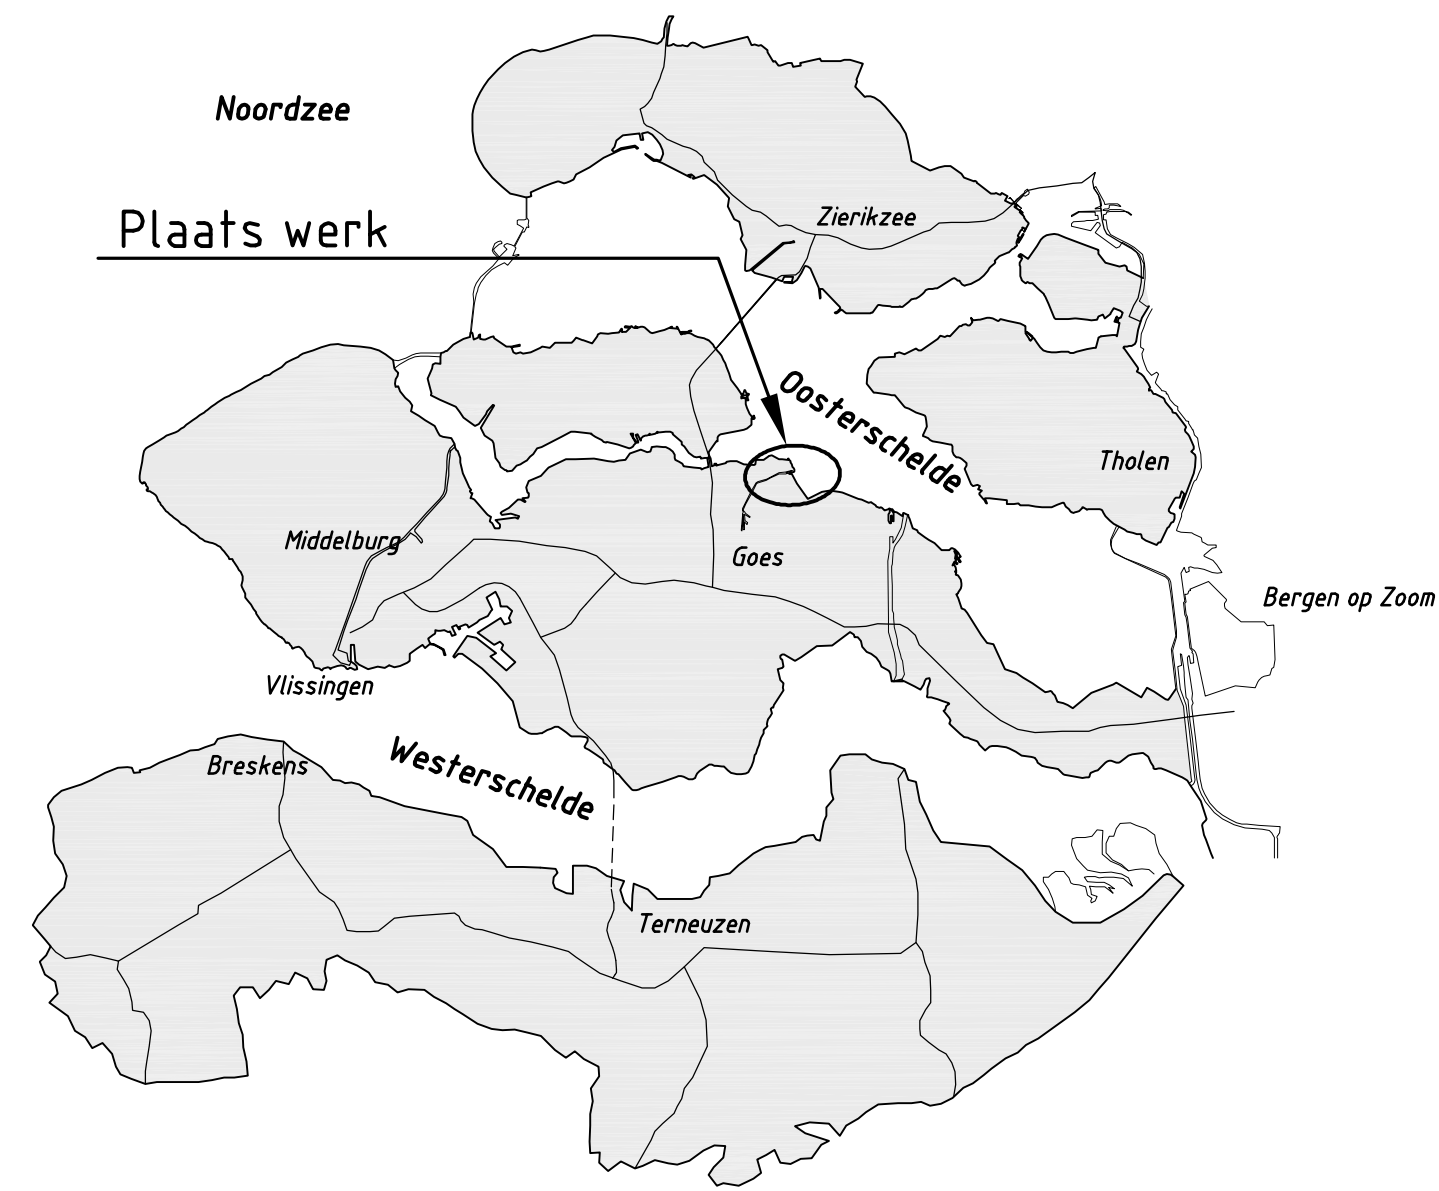 Noordzee
Plaats werk
Zierikzee
Oosterschelde
Tholen
Middelburg
Goes
Bergen op Zoom
Vlissingen
Westerschelde
Breskens
Terneuzen